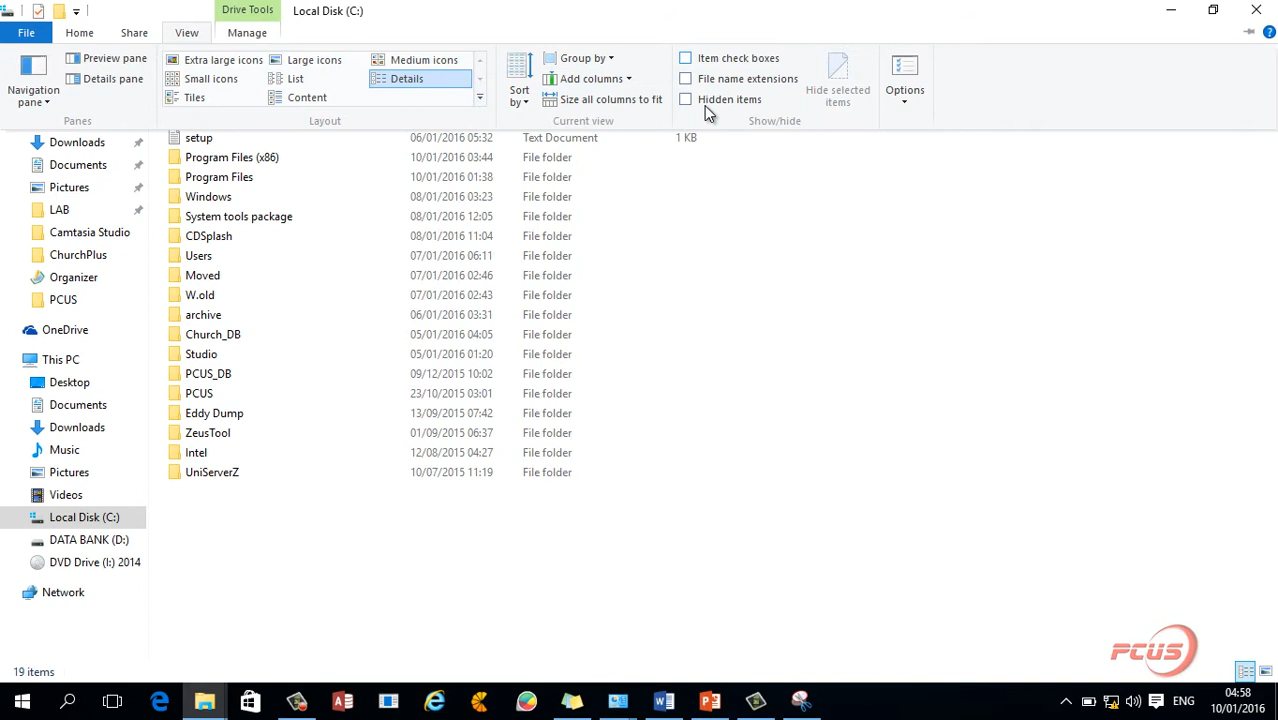 Drive Tools Local Disk (C:)
File Home Share View Manage
Navigation pane Preview pane Details pane
Panes
Extra large icons Large icons Medium icons
Small icons List Details
Tiles Content
Layout
Sort by Group by
Add columns
Size all columns to fit
Current view
Item check boxes
File name extensions
Hidden items
Hide selected items
Show/hide
Options
Downloads
Documents
Pictures
LAB
Camtasia Studio
ChurchPlus
Organizer
PCUS
OneDrive
This PC
Desktop
Documents
Downloads
Music
Pictures
Videos
Local Disk (C:)
DATA BANK (D:)
DVD Drive (I:) 2014
Network
setup 06/01/2016 05:32 Text Document 1 KB
Program Files (x86) 10/01/2016 03:44 File folder
Program Files 10/01/2016 01:38 File folder
Windows 08/01/2016 03:23 File folder
System tools package 08/01/2016 12:05 File folder
CDSplash 08/01/2016 11:04 File folder
Users 07/01/2016 06:11 File folder
Moved 07/01/2016 02:46 File folder
W.old 07/01/2016 02:43 File folder
archive 06/01/2016 03:31 File folder
Church_DB 05/01/2016 04:05 File folder
Studio 05/01/2016 01:20 File folder
PCUS_DB 09/12/2015 10:02 File folder
PCUS 23/10/2015 03:01 File folder
Eddy Dump 13/09/2015 07:42 File folder
ZeusTool 01/09/2015 06:37 File folder
Intel 12/08/2015 04:27 File folder
UniServerZ 10/07/2015 11:19 File folder
PCUS
19 items
ENG
04:58
10/01/2016